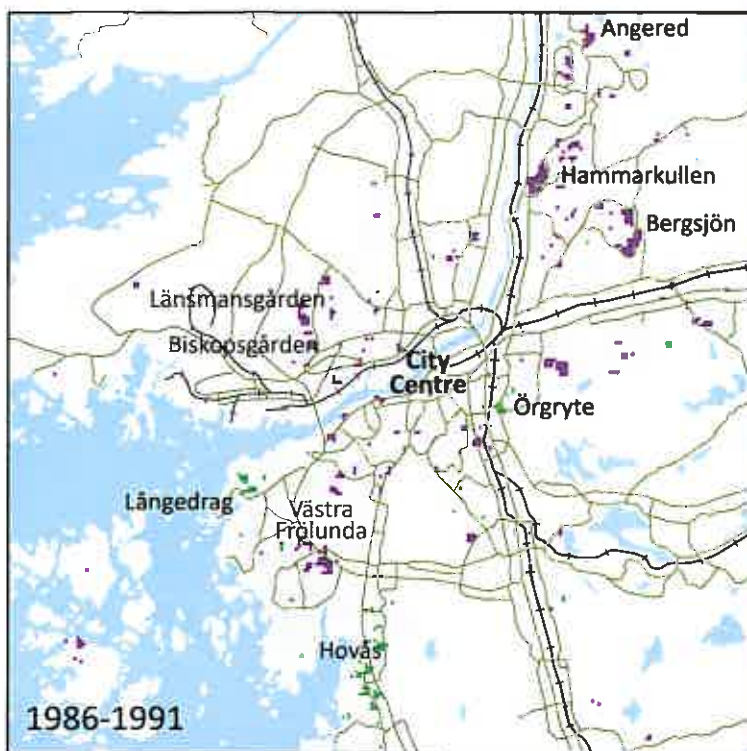 Angered
Hammarkullen
Bergsjön
Länsmansgården
Biskopsgården
City
Centre
Örgryte
Långedrag
Västra
Frölunda
Hovås
1986-1991